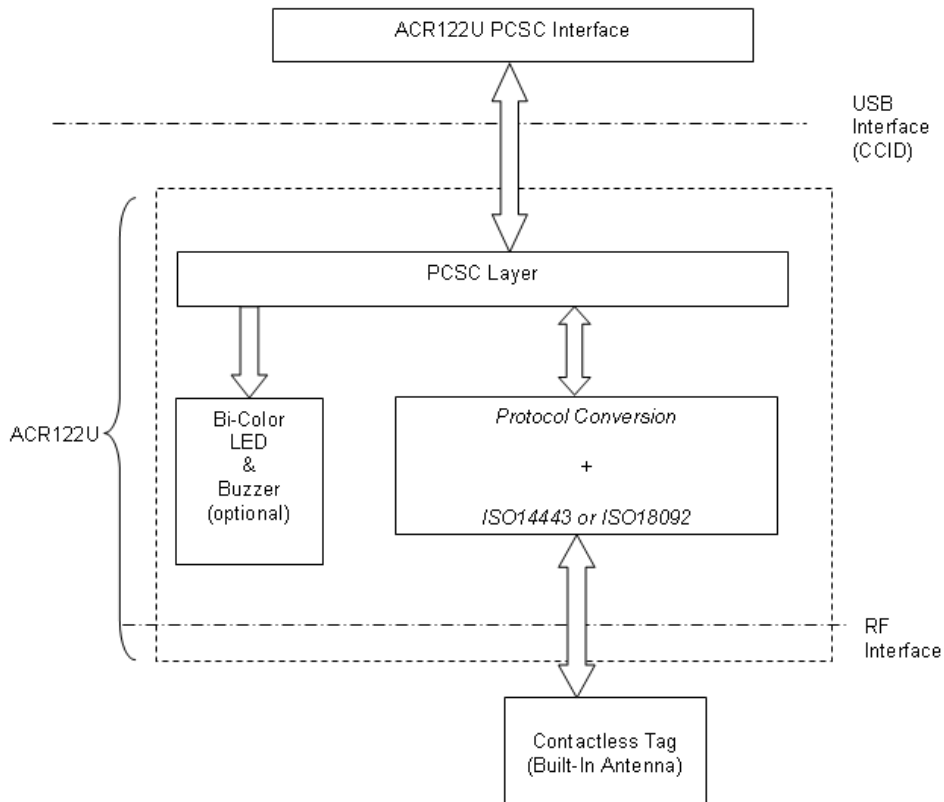 ACR122U PCSC Interface
USB
Interface
(CCID)
PCSC Layer
ACR122U
Bi-Color
LED
&
Buzzer
(optional)
Protocol Conversion
+
ISO14443 or ISO18092
RF
Interface
Contactless Tag
(Built-In Antenna)